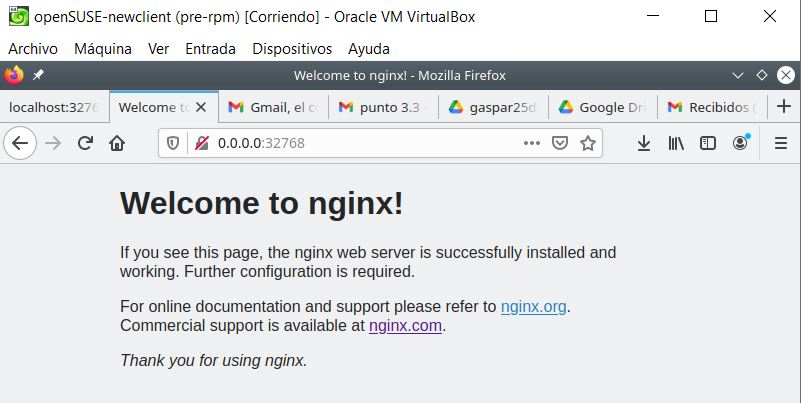 openSUSE-newclient (pre-rpm) [Corriendo] - Oracle VM VirtualBox
Archivo Máquina Ver Entrada Dispositivos Ayuda
Welcome to nginx! - Mozilla Firefox
localhost:3276 Welcome to Gmail, el c punto 3.3 - gaspar25d Google Dri Recibidos (
0.0.0.0:32768
Welcome to nginx!
If you see this page, the nginx web server is successfully installed and
working. Further configuration is required.
For online documentation and support please refer to nginx.org.
Commercial support is available at nginx.com.
Thank you for using nginx.